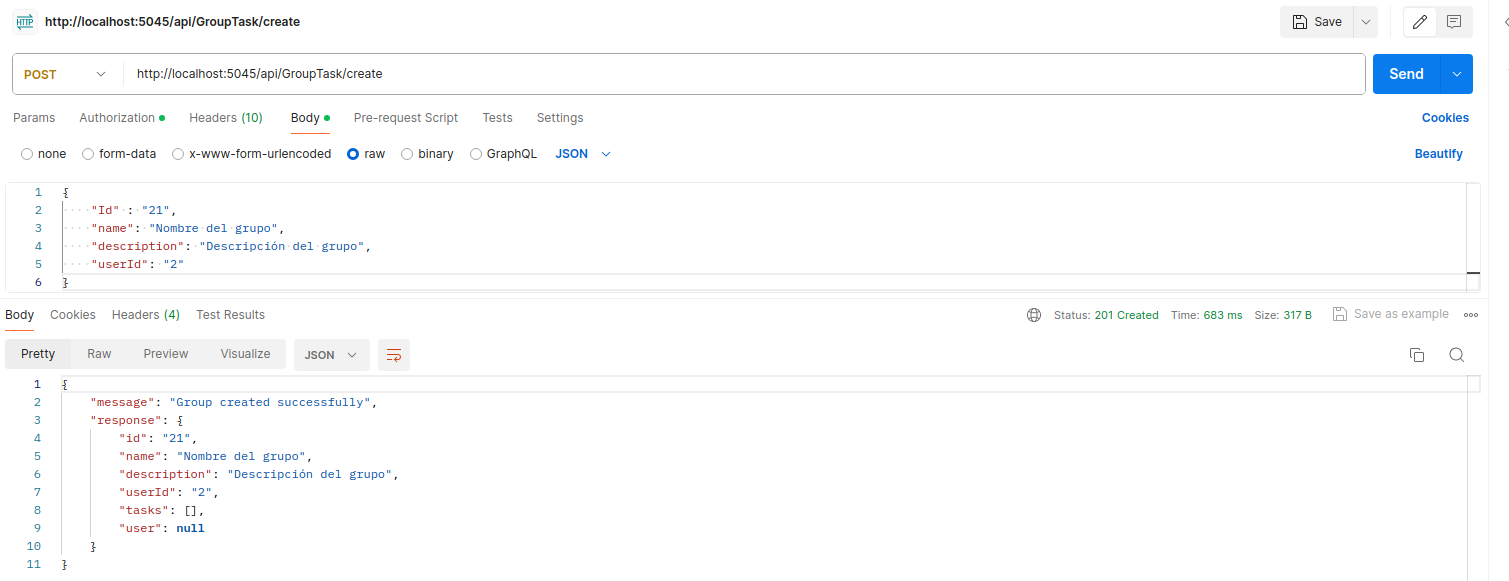 HTTP http://localhost:5045/api/GroupTask/create Save
POST http://localhost:5045/api/GroupTask/create Send
Params Authorization Headers (10) Body Pre-request Script Tests Settings Cookies
none form-data x-www-form-urlencoded raw binary GraphQL JSON Beautify
1 {
2 "Id" : "21",
3 "name": "Nombre del grupo",
4 "description": "Descripción del grupo",
5 "userId": "2"
6 }
Body Cookies Headers (4) Test Results Status: 201 Created Time: 683 ms Size: 317 B Save as example
Pretty Raw Preview Visualize JSON
1 {
2 "message": "Group created successfully",
3 "response": {
4 "id": "21",
5 "name": "Nombre del grupo",
6 "description": "Descripción del grupo",
7 "userId": "2",
8 "tasks": [],
9 "user": null
10 }
11 }